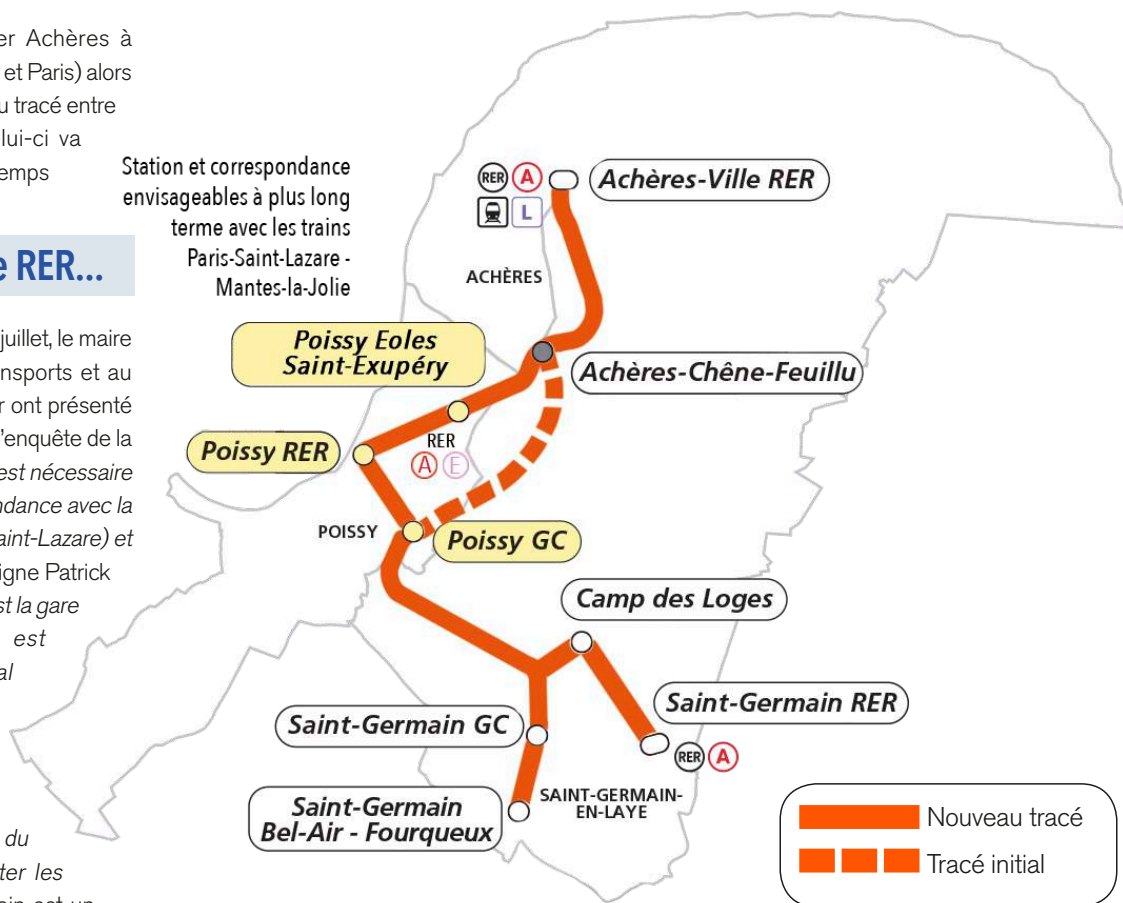 er Achères à
et Paris) alors
u tracé entre
lui-ci va
emps
e RER...
juillet, le maire
nsports et au
r ont présenté
'enquête de la
est nécessaire
ndance avec la
aint-Lazare) et
igne Patrick
st la gare
est
al
du
ter les
Station et correspondance
envisageables à plus long
terme avec les trains
Paris-Saint-Lazare -
Mantes-la-Jolie
RER A
L
Achères-Ville RER
ACHÈRES
Poissy Eoles
Saint-Exupéry
Achères-Chêne-Feuillu
Poissy RER
RER
A E
POISSY
Poissy GC
Camp des Loges
Saint-Germain RER
RER A
Saint-Germain GC
Saint-Germain
Bel-Air - Fourqueux
SAINT-GERMAIN-
EN-LAYE
Nouveau tracé
Tracé initial